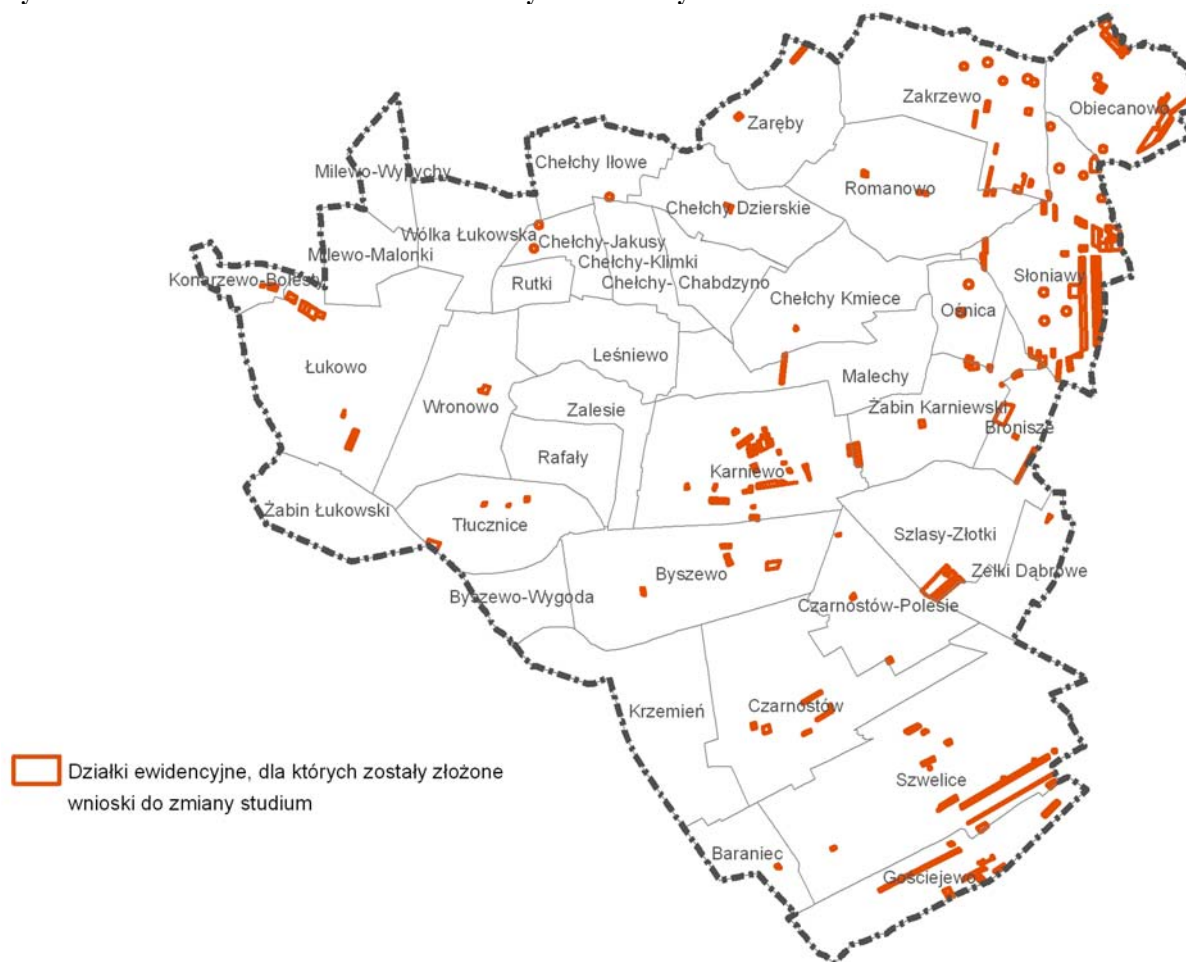 Zakrzewo
Obiecanowo
Zaręby
Chełchy Iłowe
Milewo-Wypychy
Romanowo
Chełchy Dzierskie
Wólka Łukowska
Chełchy-Jakusy
Milewo-Malonki
Chełchy-Klimki
Konarzewo-Bolesty
Rutki
Chełchy- Chabdzyno
Słoniawy
Chełchy Kmiece
Ośnica
Leśniewo
Łukowo
Malechy
Wronowo
Zalesie
Żabin Karniewski
Bronisze
Rafały
Karniewo
Żabin Łukowski
Tłucznice
Szlasy-Złotki
Byszewo
Zelki Dąbrowe
Byszewo-Wygoda
Czarnostów-Polesie
Krzemień
Czarnostów
Działki ewidencyjne, dla których zostały złożone
wnioski do zmiany studium
Szwelice
Baraniec
Gościejewo